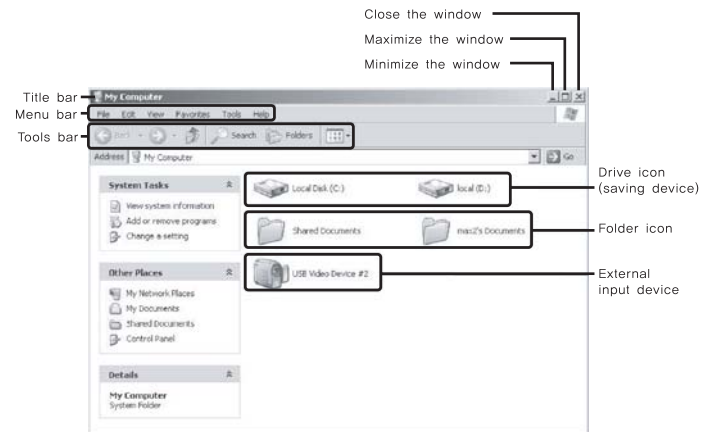 Close the window
Maximize the window
Minimize the window
Title bar
My Computer
Menu bar
File Edit View Favorites Tools Help
Tools bar
Back Search Folders
Address My Computer Go
System Tasks
View system information
Add or remove programs
Change a setting
Other Places
My Network Places
My Documents
Shared Documents
Control Panel
Details
My Computer
System Folder
Local Disk (C:) local (D:)
Shared Documents max2's Documents
USB Video Device #2
Drive icon
(saving device)
Folder icon
External
input device